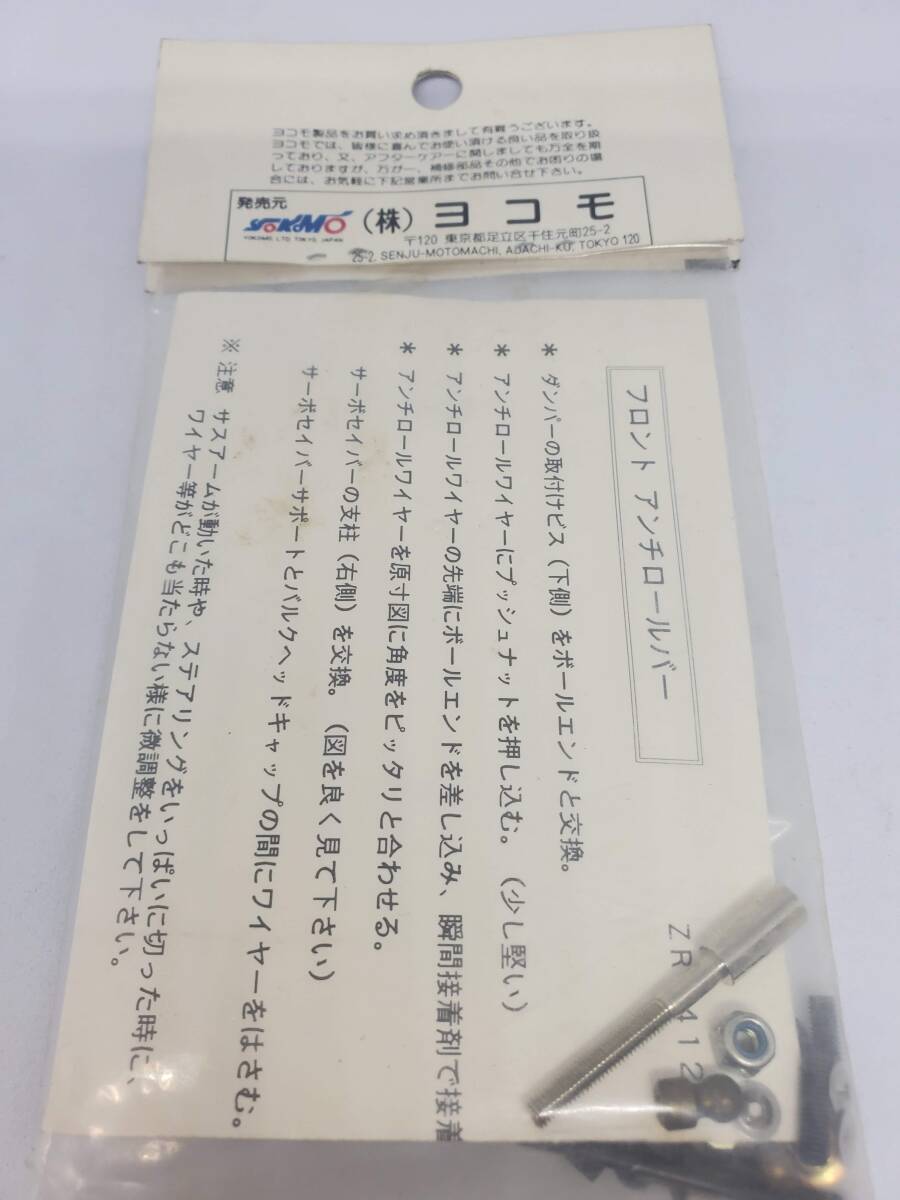 ヨコモ製品をお買い求め頂きまして有難うございます。
ヨコモでは、皆様に喜んでお使い頂ける良い品を取り扱
っており、又、アフターケアーに関しましても万全を期
しておりますが、万が一、補修部品その他でお困りの場
合には、お気軽に下記営業所までお問い合せ下さい。
発売元
YOKOMO (株) ヨコモ
YOKOMO LTD. TOKYO, JAPAN
〒120 東京都足立区千住元町25-2
25-2, SENJU-MOTOMACHI, ADACHI-KU, TOKYO 120
フロント アンチロールバー
ZR 412
* ダンパーの取付けビス(下側)をボールエンドと交換。
* アンチロールワイヤーにプッシュナットを押し込む。(少し堅い)
* アンチロールワイヤーの先端にボールエンドを差し込み、瞬間接着剤で接着
* アンチロールワイヤーを原寸図に角度をピッタリと合わせる。
サーボセイバーの支柱(右側)を交換。(図を良く見て下さい)
サーボセイバーサポートとバルクヘッドキャップの間にワイヤーをはさむ。
※ 注意 サスアームが動いた時や、ステアリングをいっぱいに切った時に、
ワイヤー等がどこも当たらない様に微調整をして下さい。